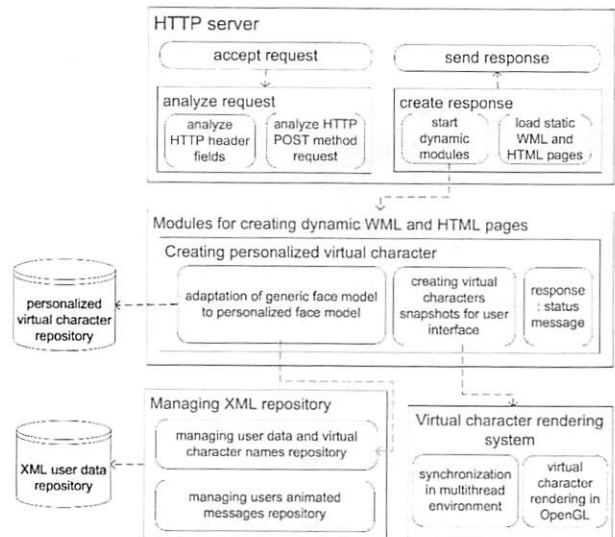 HTTP server
accept request
send response
analyze request
analyze
HTTP header
fields
analyze HTTP
POST method
request
create response
start
dynamic
modules
load static
WML and
HTML pages
Modules for creating dynamic WML and HTML pages
Creating personalized virtual character
adaptation of generic face model
to personalized face model
creating virtual
characters
snapshots for user
interface
response
: status
message
personalized
virtual character
repository
Managing XML repository
managing user data and virtual
character names repository
managing users animated
messages repository
XML user data
repository
Virtual character rendering
system
synchronization
in multithread
environment
virtual
character
rendering in
OpenGL